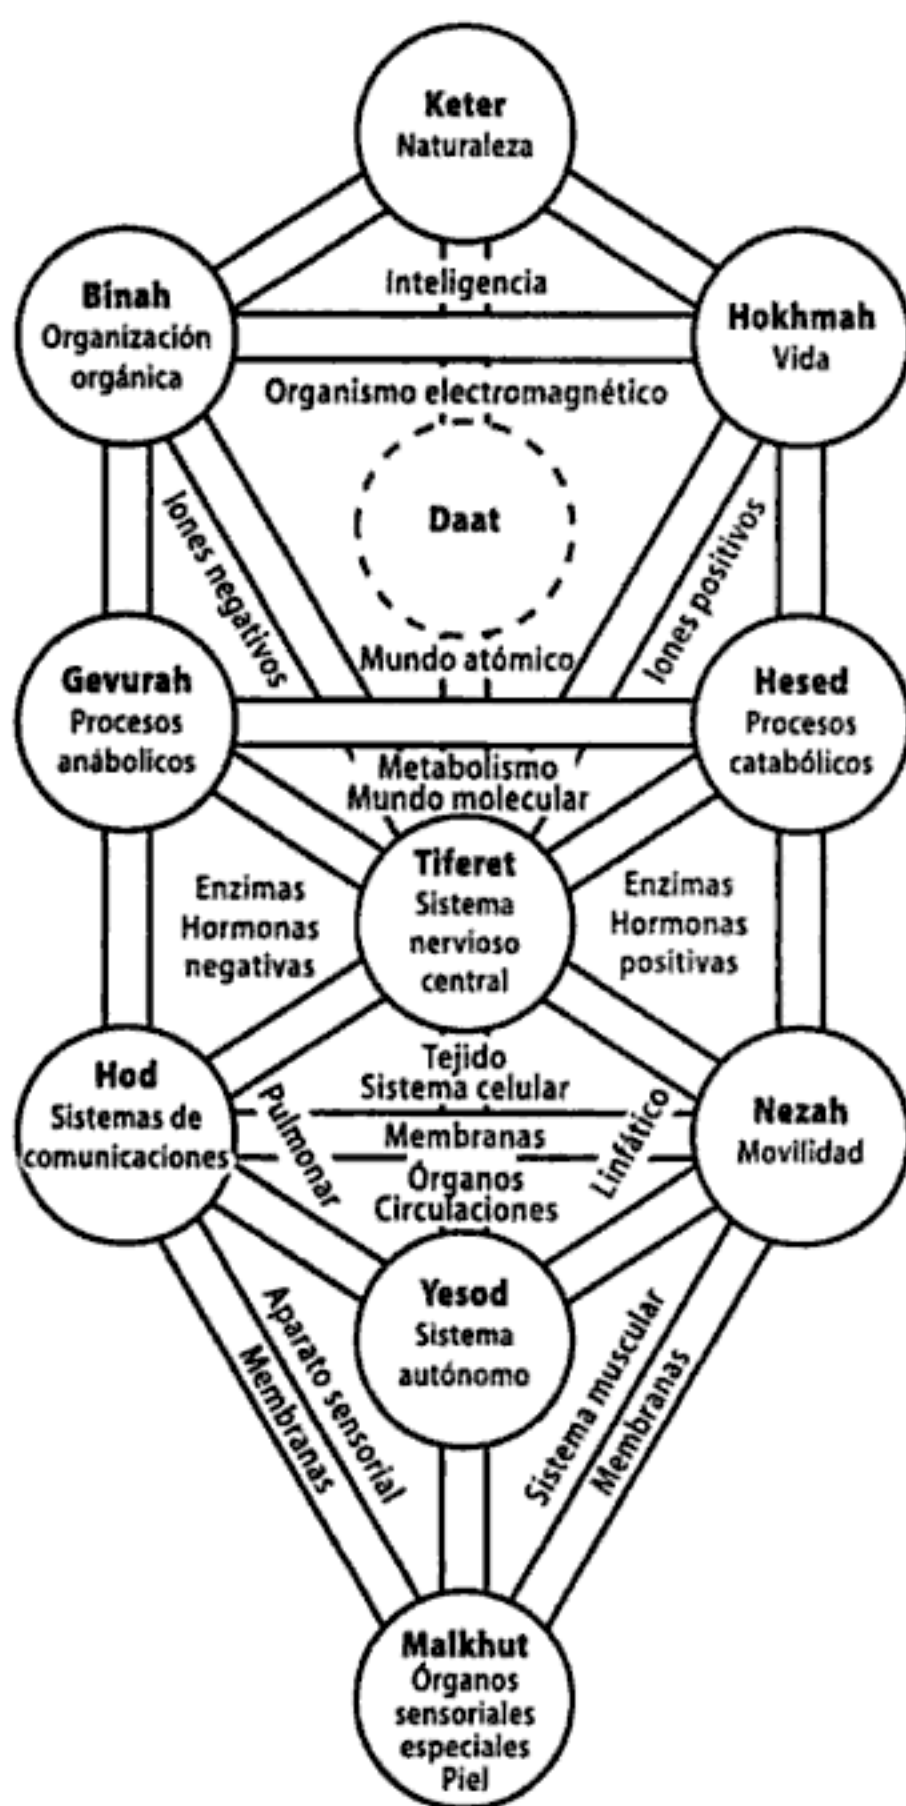 Keter
Naturaleza
Inteligencia
Binah
Organización
orgánica
Hokhmah
Vida
Organismo electromagnético
Iones negativos
Daat
Iones positivos
Mundo atómico
Gevurah
Procesos
anábolicos
Hesed
Procesos
catabólicos
Metabolismo
Mundo molecular
Tiferet
Sistema
nervioso
central
Enzimas
Hormonas
negativas
Enzimas
Hormonas
positivas
Hod
Sistemas de
comunicaciones
Tejido
Sistema celular
Nezah
Movilidad
Pulmonar
Membranas
Linfático
Órganos
Circulaciones
Yesod
Sistema
autónomo
Aparato sensorial
Membranas
Sistema muscular
Membranas
Malkhut
Órganos
sensoriales
especiales
Piel